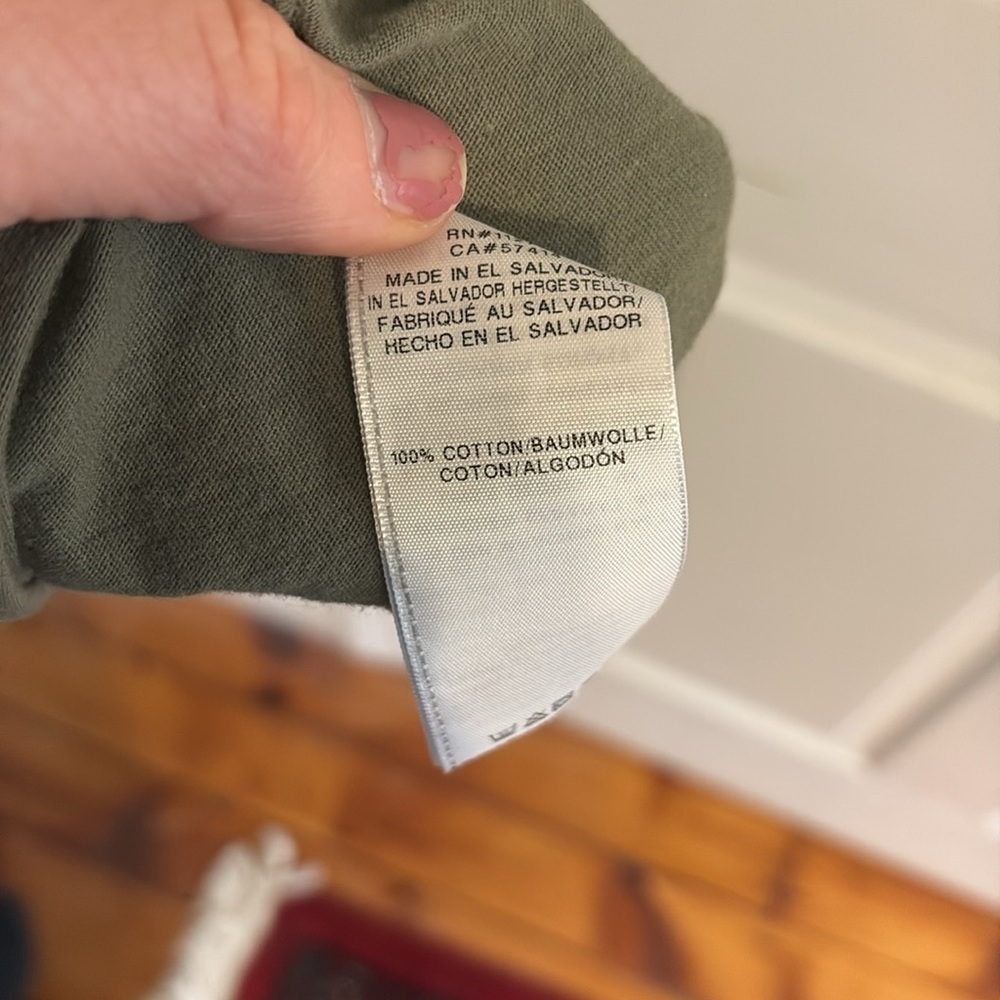 MADE IN EL SALVADOR/
IN EL SALVADOR HERGESTELLT/
FABRIQUÉ AU SALVADOR/
HECHO EN EL SALVADOR
100% COTTON/BAUMWOLLE/
COTON/ALGODÓN